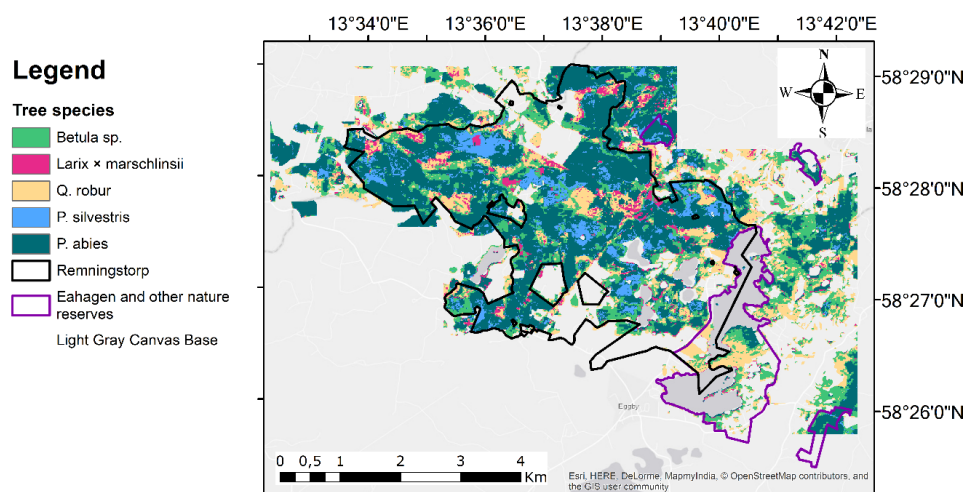 13°34'0"E 13°36'0"E 13°38'0"E 13°40'0"E 13°42'0"E
N
W E
S
58°29'0"N
58°28'0"N
58°27'0"N
58°26'0"N
Legend
Tree species
Betula sp.
Larix × marschlinsii
Q. robur
P. silvestris
P. abies
Remningstorp
Eahagen and other nature
reserves
Light Gray Canvas Base
Eggby
0 0,5 1 2 3 4
Km
Esri, HERE, DeLorme, MapmyIndia, © OpenStreetMap contributors, and
the GIS user community